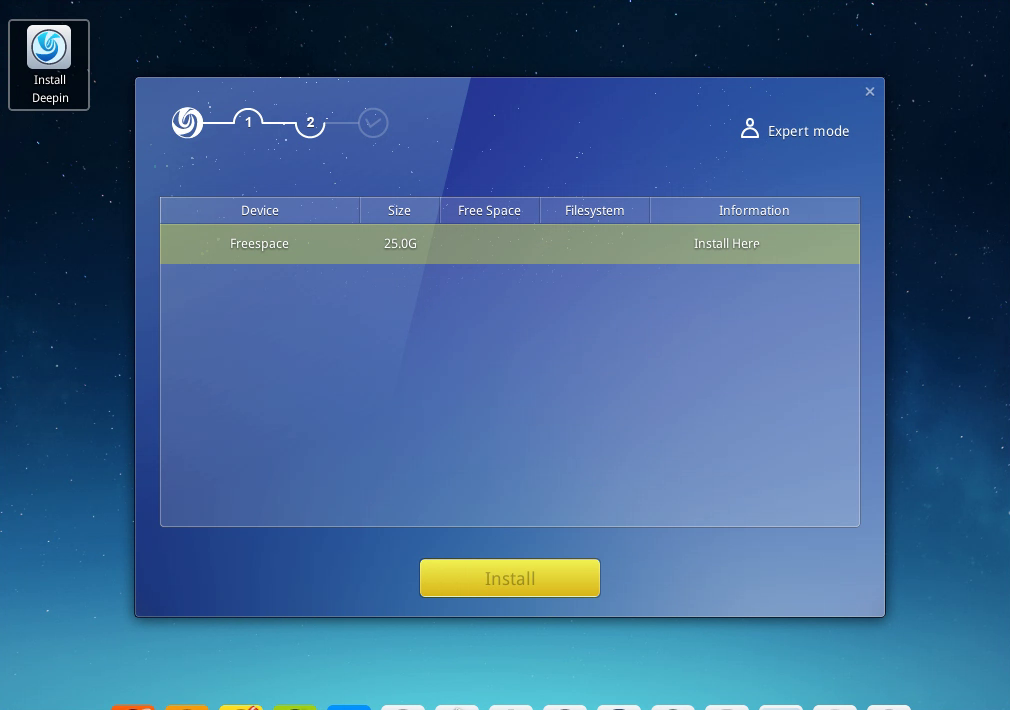 Install
Deepin
1 2
Expert mode
Device Size Free Space Filesystem Information
Freespace 25.0G Install Here
Install